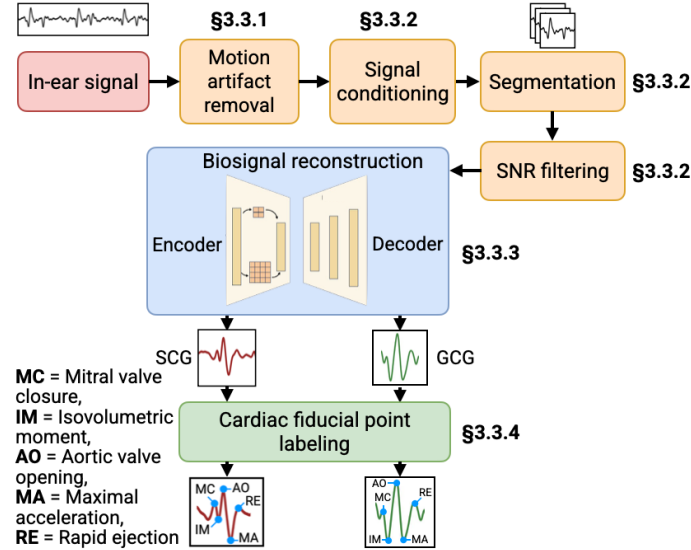 §3.3.1
§3.3.2
In-ear signal
Motion
artifact
removal
Signal
conditioning
Segmentation
§3.3.2
SNR filtering
§3.3.2
Biosignal reconstruction
Encoder
Decoder
§3.3.3
SCG
GCG
MC = Mitral valve
closure,
IM = Isovolumetric
moment,
AO = Aortic valve
opening,
MA = Maximal
acceleration,
RE = Rapid ejection
Cardiac fiducial point
labeling
§3.3.4
MC
AO
RE
IM
MA
AO
MC
RE
IM
MA